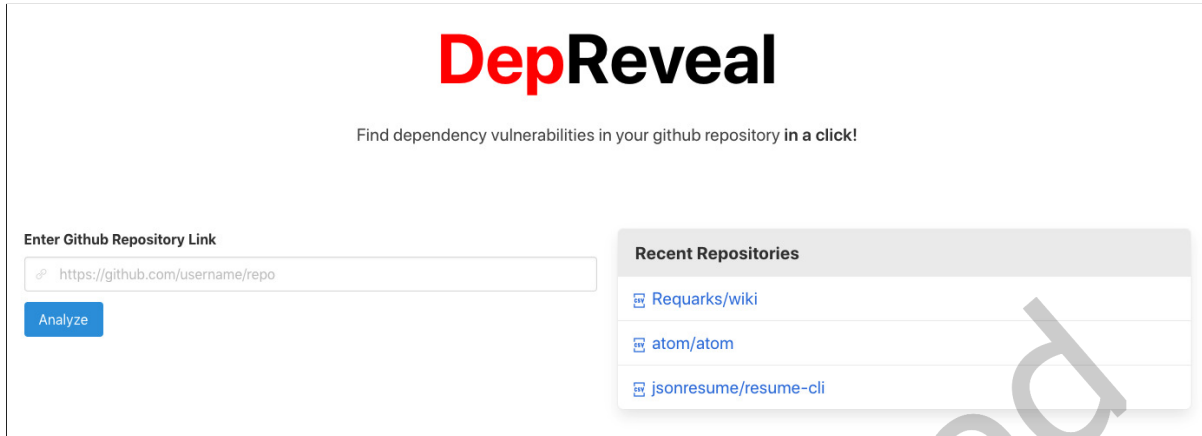 DepReveal
Find dependency vulnerabilities in your github repository in a click!
Enter Github Repository Link
https://github.com/username/repo
Analyze
Recent Repositories
Requarks/wiki
atom/atom
jsonresume/resume-cli